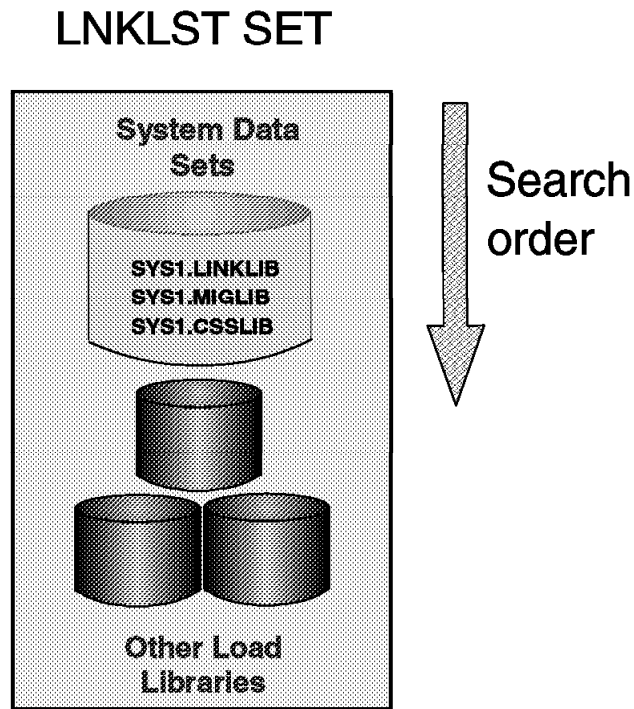 LNKLST SET
System Data
Sets
SYS1.LINKLIB
SYS1.MIGLIB
SYS1.CSSLIB
Other Load
Libraries
Search
order